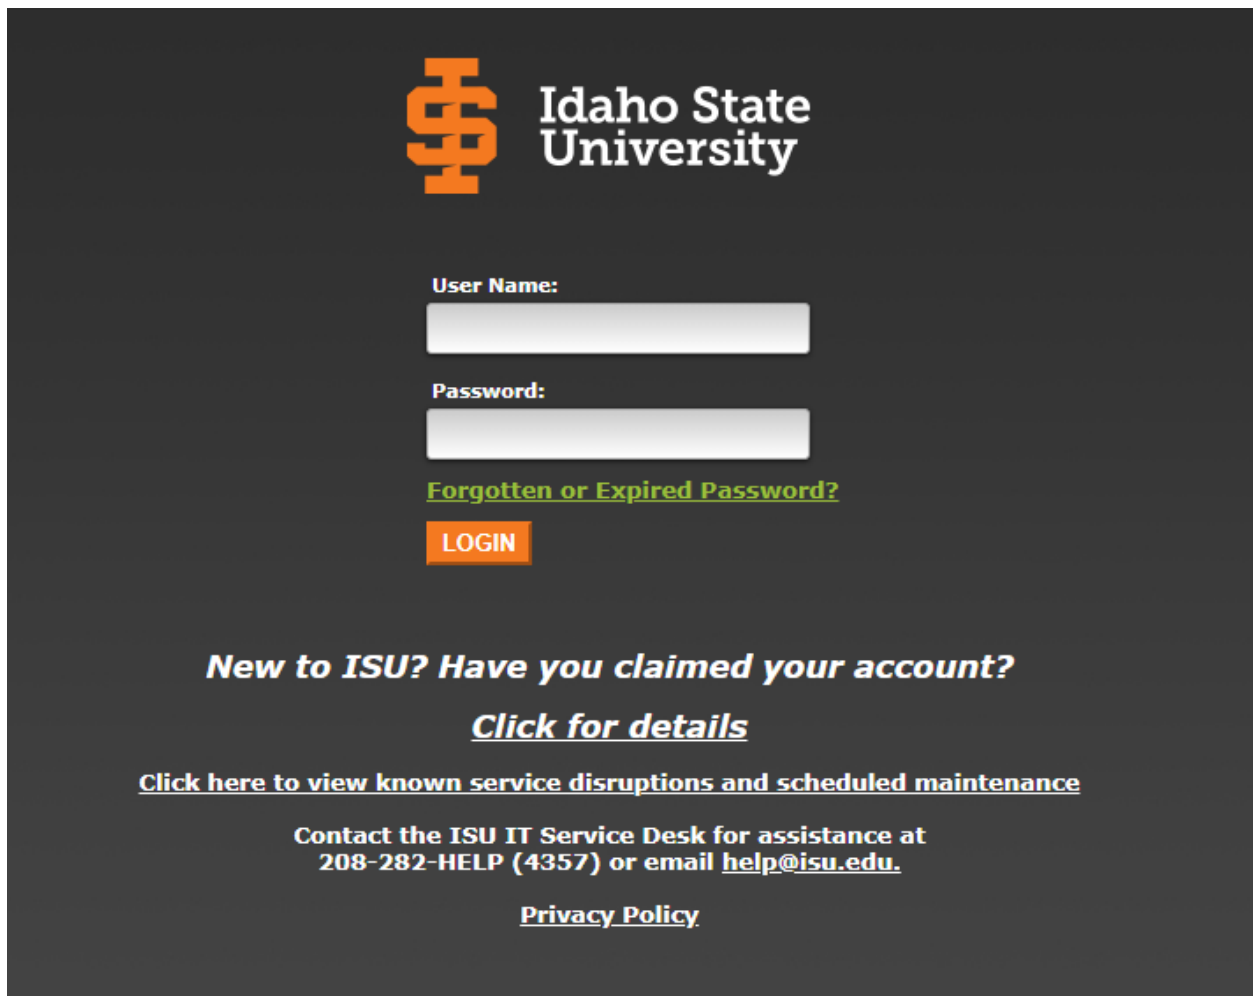 Idaho State
University
User Name:
Password:
Forgotten or Expired Password?
LOGIN
New to ISU? Have you claimed your account?
Click for details
Click here to view known service disruptions and scheduled maintenance
Contact the ISU IT Service Desk for assistance at
208-282-HELP (4357) or email help@isu.edu.
Privacy Policy